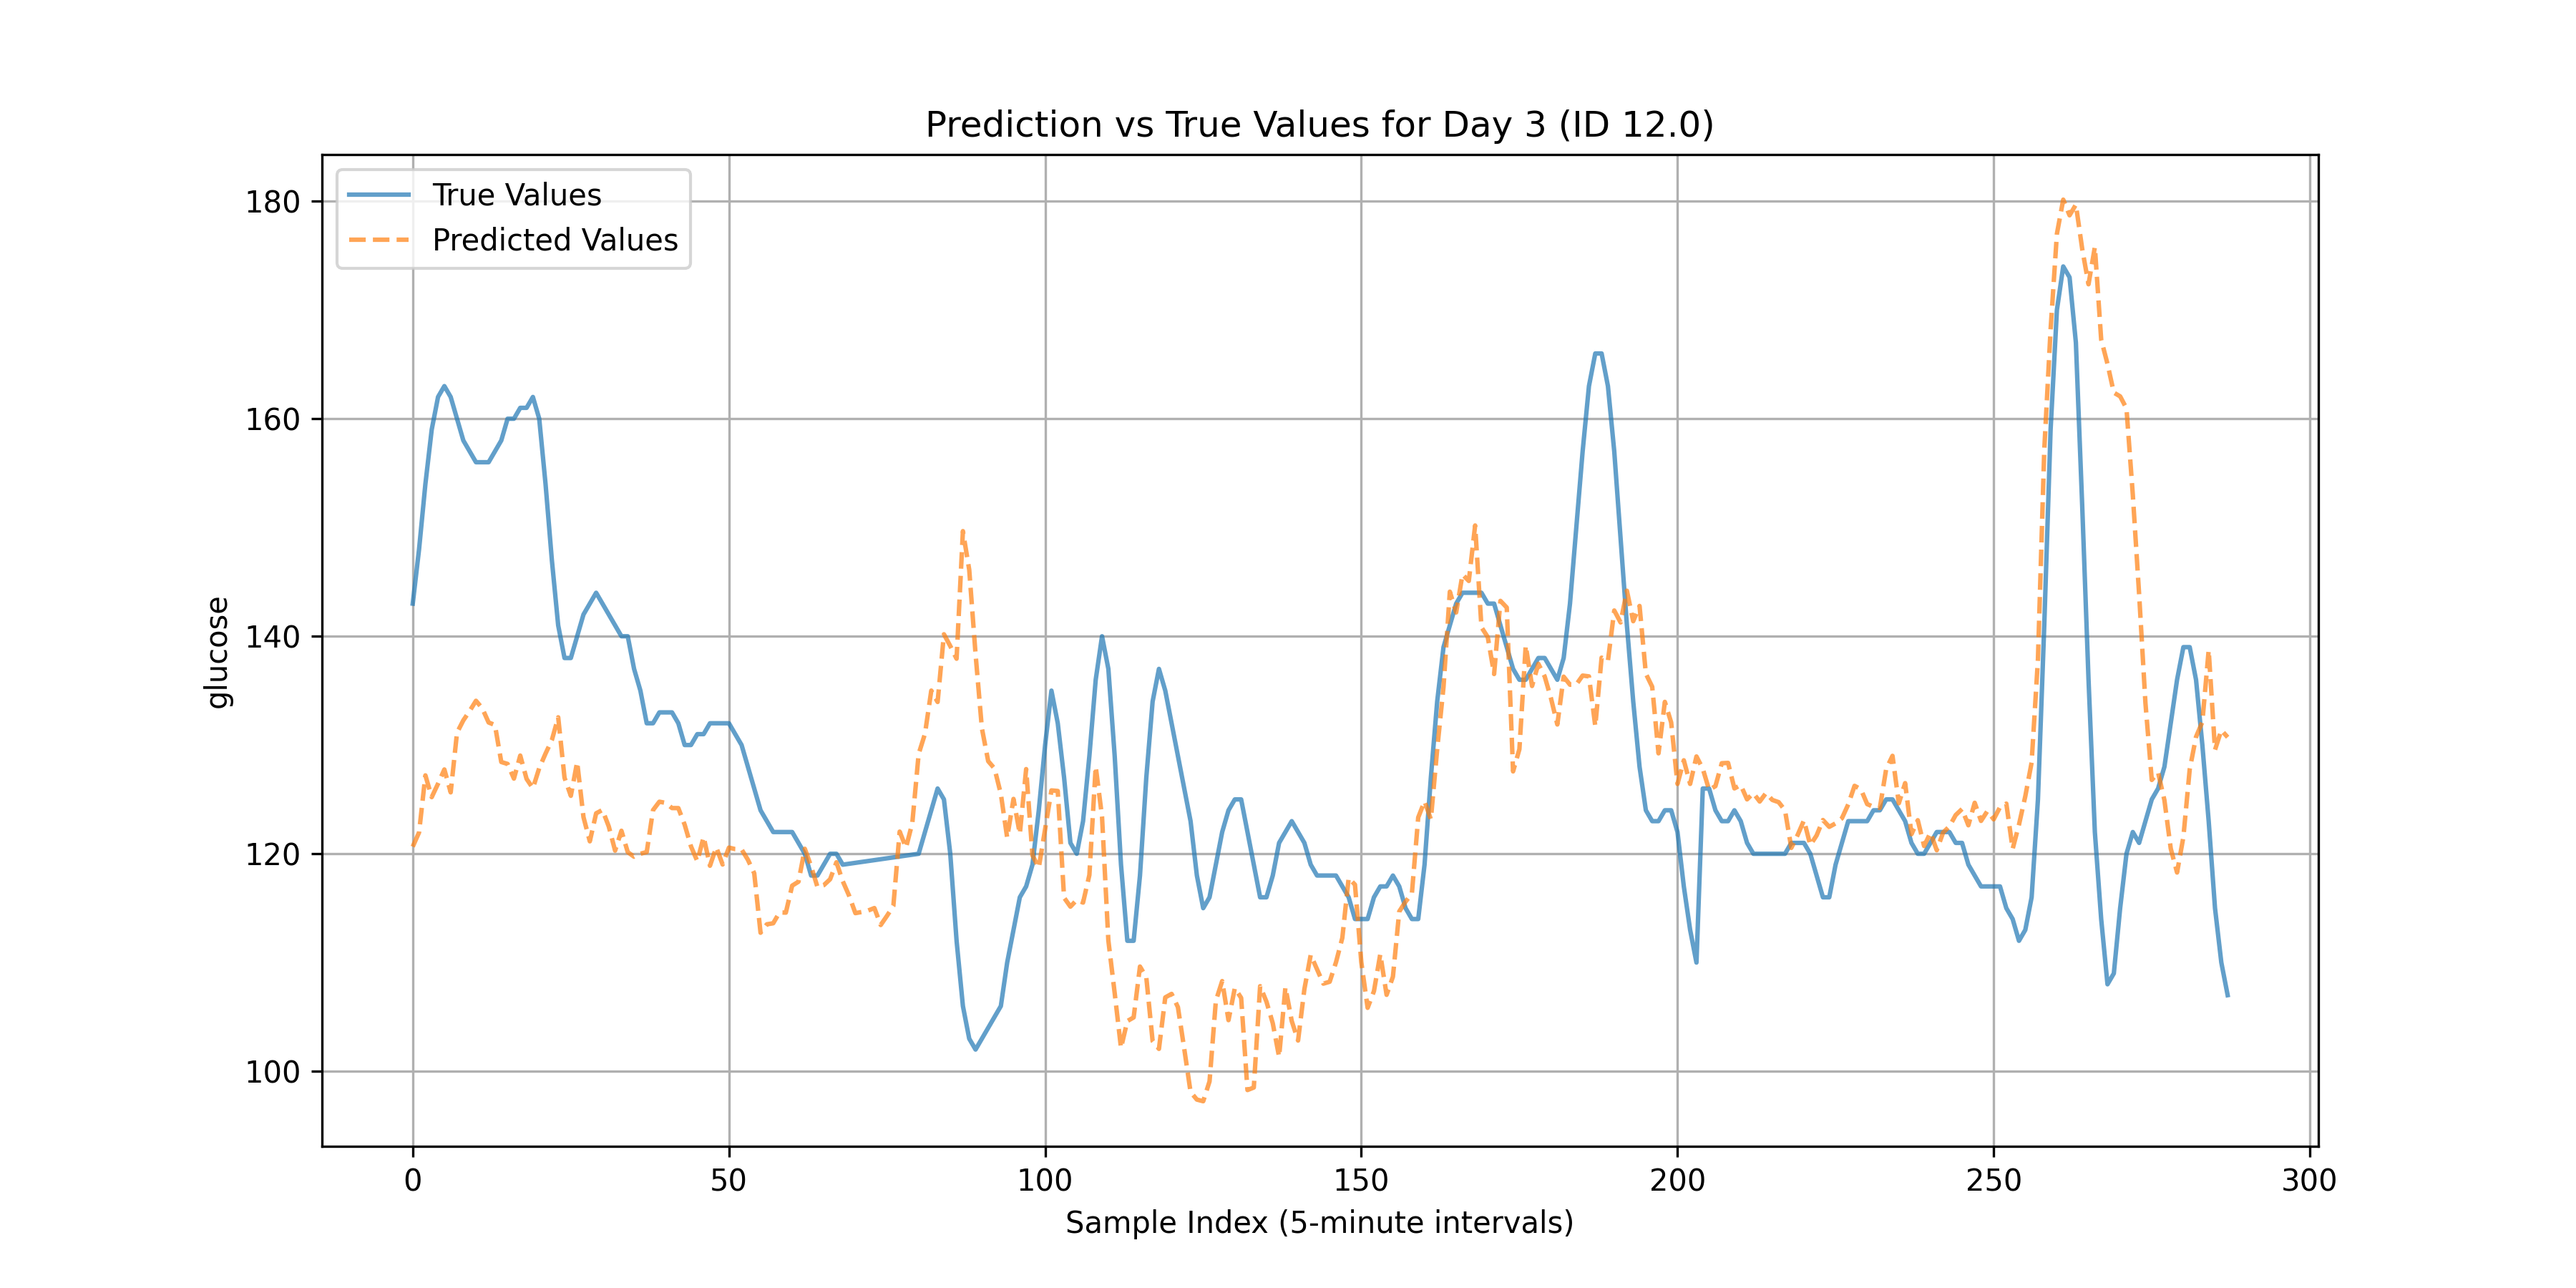 Prediction vs True Values for Day 3 (ID 12.0)
True Values
Predicted Values
180
160
140
120
100
glucose
0 50 100 150 200 250 300
Sample Index (5-minute intervals)